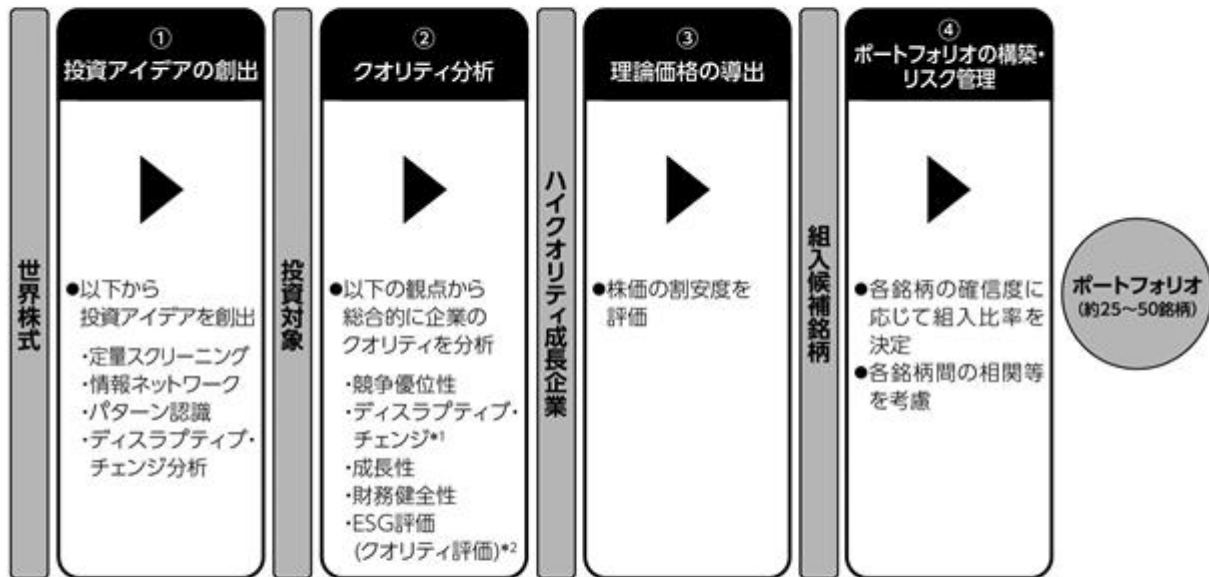 世界株式
①
投資アイデアの創出
●以下から
投資アイデアを創出
・定量スクリーニング
・情報ネットワーク
・パターン認識
・ディスラプティブ・
チェンジ分析
投資対象
②
クオリティ分析
●以下の観点から
総合的に企業の
クオリティを分析
・競争優位性
・ディスラプティブ・
チェンジ*1
・成長性
・財務健全性
・ESG評価
(クオリティ評価)*2
ハイクオリティ成長企業
③
理論価格の導出
●株価の割安度を
評価
組入候補銘柄
④
ポートフォリオの構築・
リスク管理
●各銘柄の確信度に
応じて組入比率を
決定
●各銘柄間の相関等
を考慮
ポートフォリオ
(約25～50銘柄)